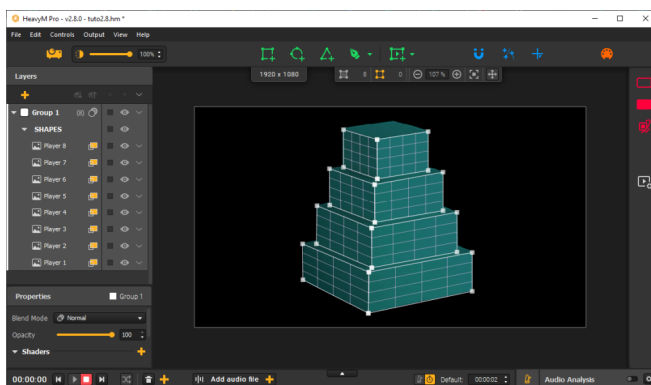 HeavyM Pro - v2.8.0 - tuto2.8.hm *
File Edit Controls Output View Help
100%
1920 x 1080 8 0 107 %
Layers
Group 1 (8)
SHAPES
Player 8
Player 7
Player 6
Player 5
Player 4
Player 3
Player 2
Player 1
Properties Group 1
Blend Mode Normal
Opacity 100
Shaders
00:00:00 Add audio file Default 00:00:02 Audio Analysis